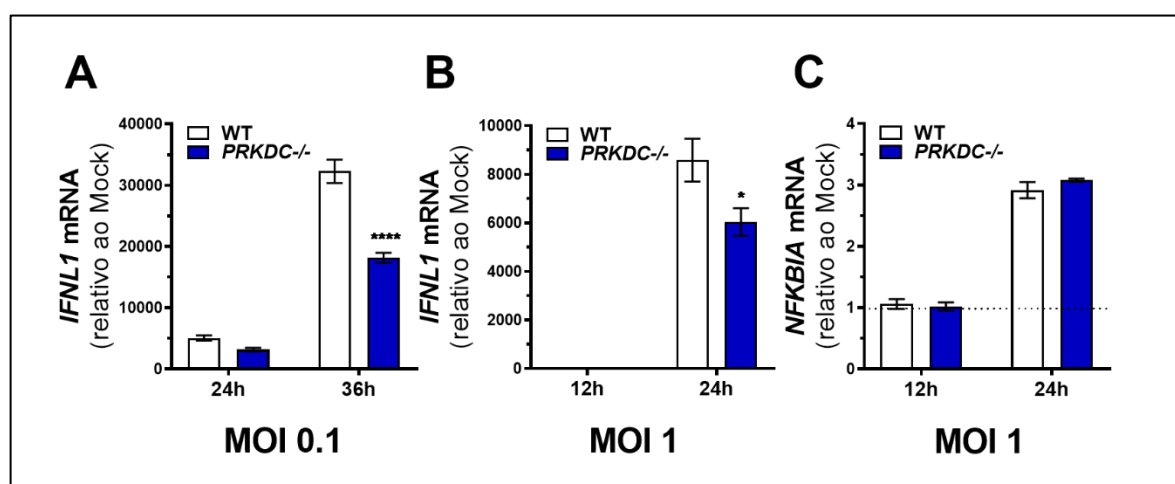 A
IFNL1 mRNA
(relativo ao Mock)
40000
30000
20000
10000
0
WT
PRKDC-/-
****
24h
36h
MOI 0.1
B
IFNL1 mRNA
(relativo ao Mock)
10000
8000
6000
4000
2000
0
WT
PRKDC-/-
*
12h
24h
MOI 1
C
NFKBIA mRNA
(relativo ao Mock)
4
3
2
1
0
WT
PRKDC-/-
12h
24h
MOI 1